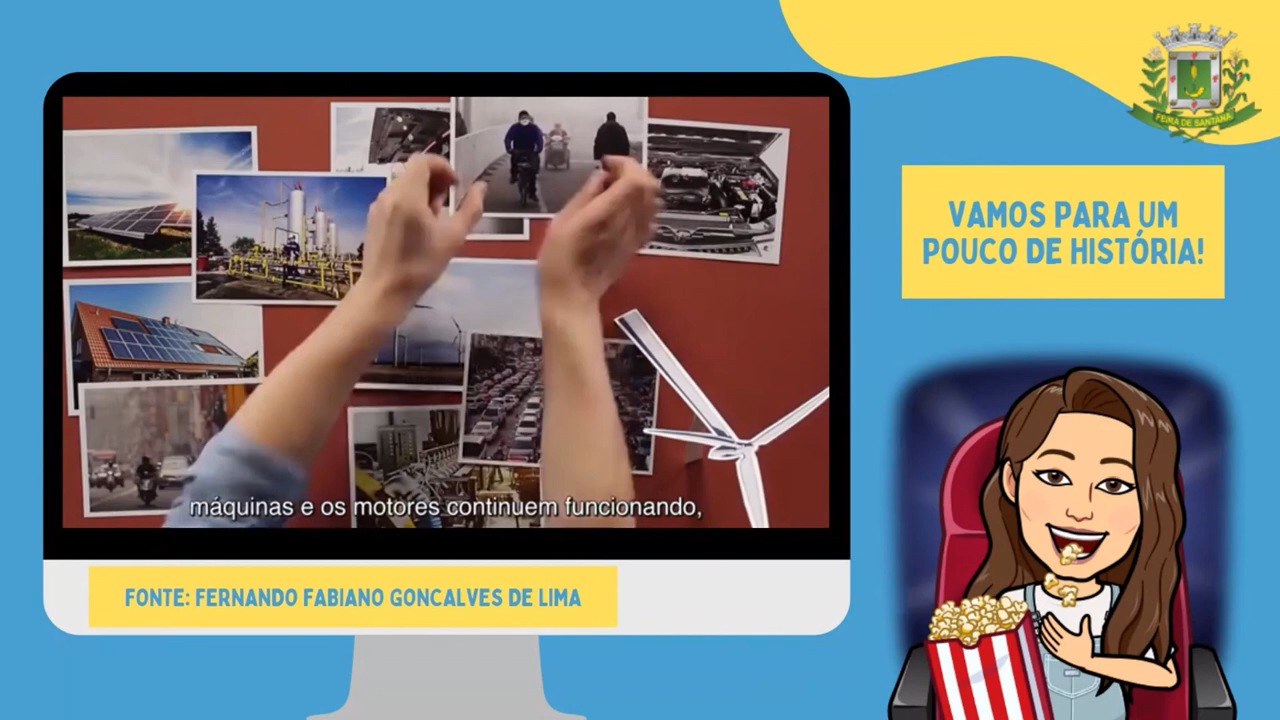 FEIRA DE SANTANA
VAMOS PARA UM
POUCO DE HISTÓRIA!
máquinas e os motores continuem funcionando,
FONTE: FERNANDO FABIANO GONCALVES DE LIMA